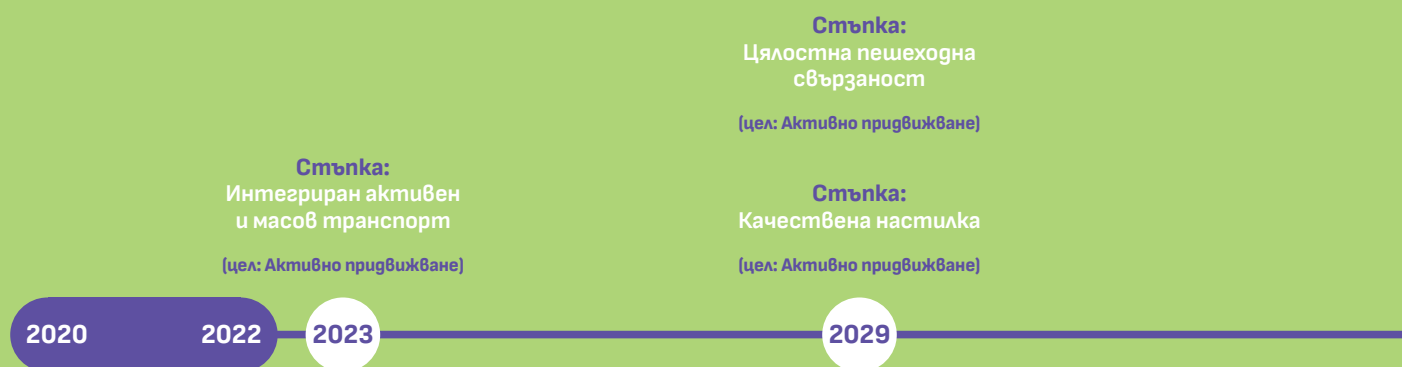 Стъпка:
Цялостна пешеходна
свързаност
(цел: Активно придвижване)
Стъпка:
Интегриран активен
и масов транспорт
(цел: Активно придвижване)
Стъпка:
Качествена настилка
(цел: Активно придвижване)
2020 2022 2023 2029